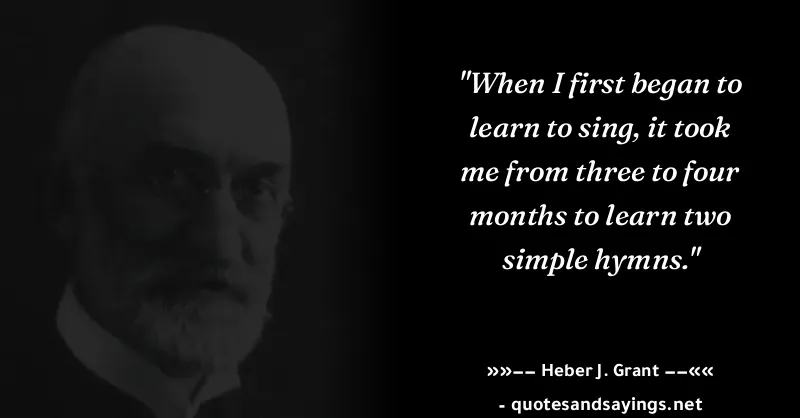 "When I first began to
learn to sing, it took
me from three to four
months to learn two
simple hymns."
»»−− Heber J. Grant −−««
- quotesandsayings.net